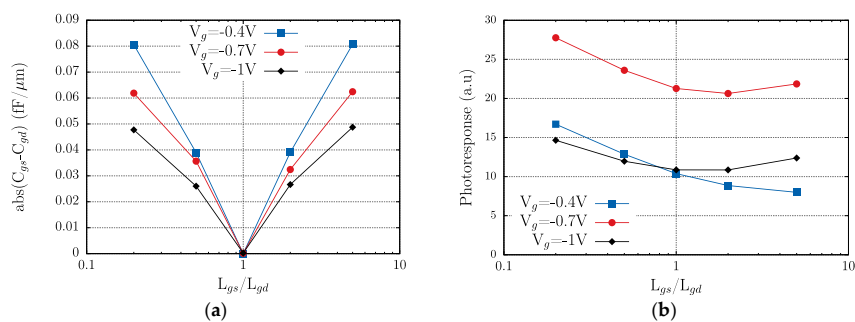 0.09
0.08
0.07
0.06
0.05
0.04
0.03
0.02
0.01
0
abs(C_gs-C_gd) (fF/μm)
V_g=-0.4V
V_g=-0.7V
V_g=-1V
0.1 1 10
L_gs/L_gd
(a)
30
25
20
15
10
5
0
Photoresponse (a.u)
V_g=-0.4V
V_g=-0.7V
V_g=-1V
0.1 1 10
L_gs/L_gd
(b)